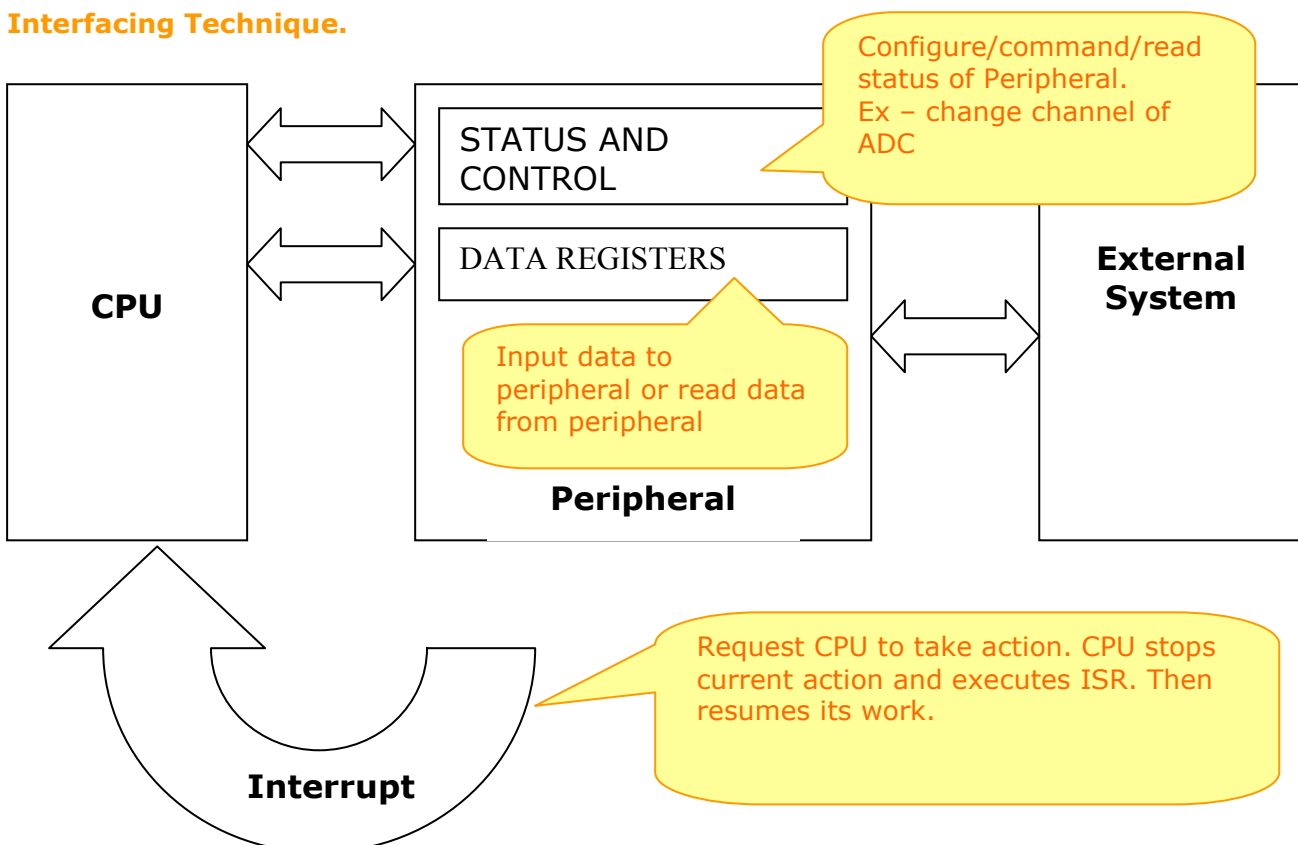 Interfacing Technique.
Configure/command/read
status of Peripheral.
Ex – change channel of
ADC
STATUS AND
CONTROL
DATA REGISTERS
External
System
CPU
Input data to
peripheral or read data
from peripheral
Peripheral
Request CPU to take action. CPU stops
current action and executes ISR. Then
resumes its work.
Interrupt